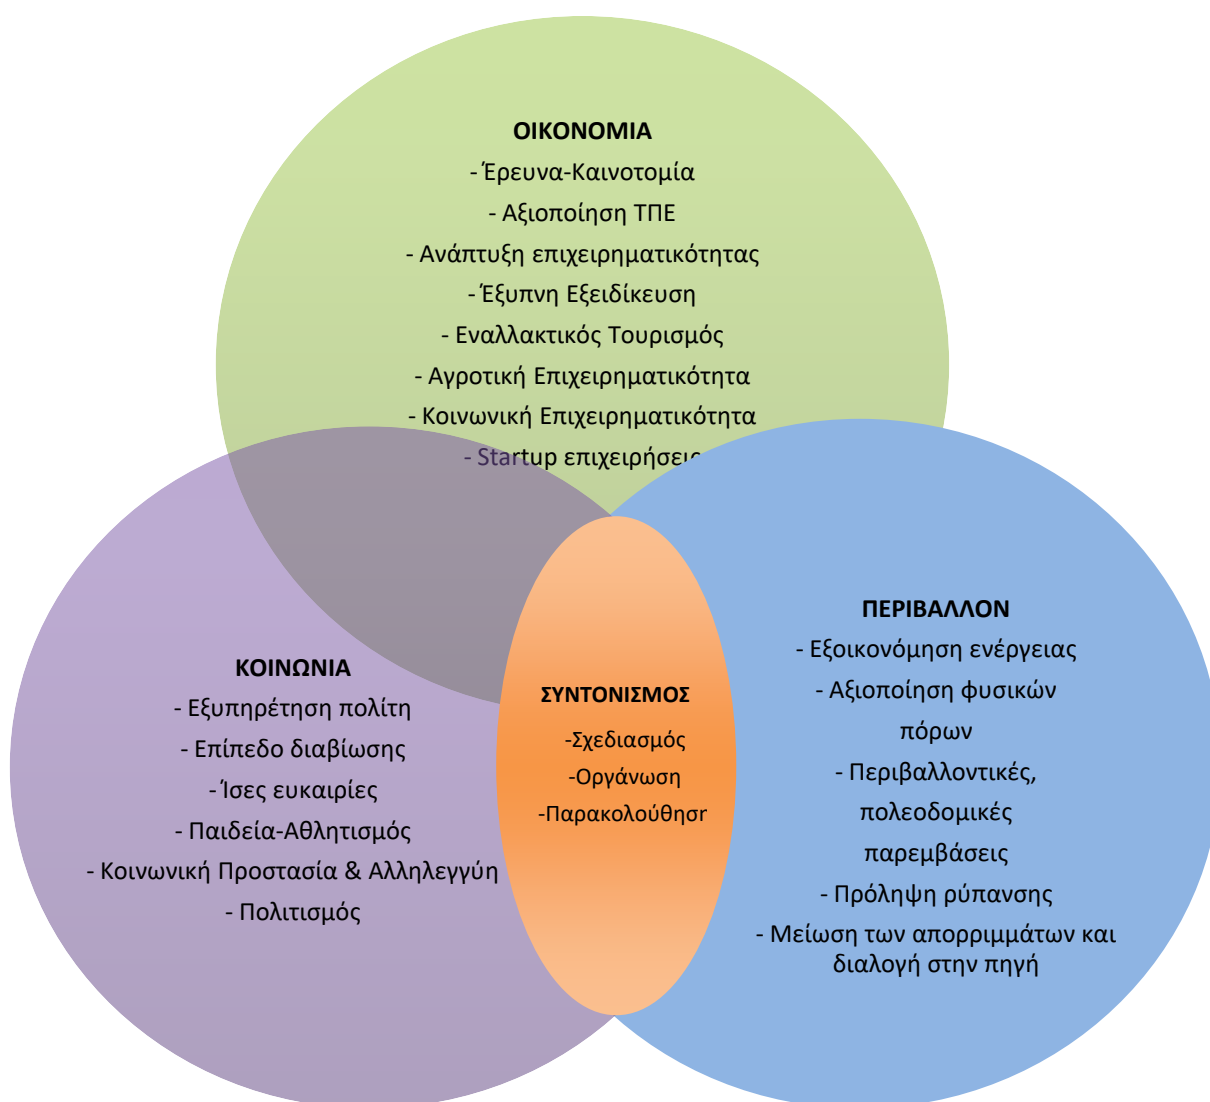 ΟΙΚΟΝΟΜΙΑ
- Έρευνα-Καινοτομία
- Αξιοποίηση ΤΠΕ
- Ανάπτυξη επιχειρηματικότητας
- Έξυπνη Εξειδίκευση
- Εναλλακτικός Τουρισμός
- Αγροτική Επιχειρηματικότητα
- Κοινωνική Επιχειρηματικότητα
- Startup επιχειρήσεις
ΚΟΙΝΩΝΙΑ
- Εξυπηρέτηση πολίτη
- Επίπεδο διαβίωσης
- Ίσες ευκαιρίες
- Παιδεία-Αθλητισμός
- Κοινωνική Προστασία & Αλληλεγγύη
- Πολιτισμός
ΣΥΝΤΟΝΙΣΜΟΣ
-Σχεδιασμός
-Οργάνωση
-Παρακολούθηση
ΠΕΡΙΒΑΛΛΟΝ
- Εξοικονόμηση ενέργειας
- Αξιοποίηση φυσικών
πόρων
- Περιβαλλοντικές,
πολεοδομικές
παρεμβάσεις
- Πρόληψη ρύπανσης
- Μείωση των απορριμμάτων και
διαλογή στην πηγή